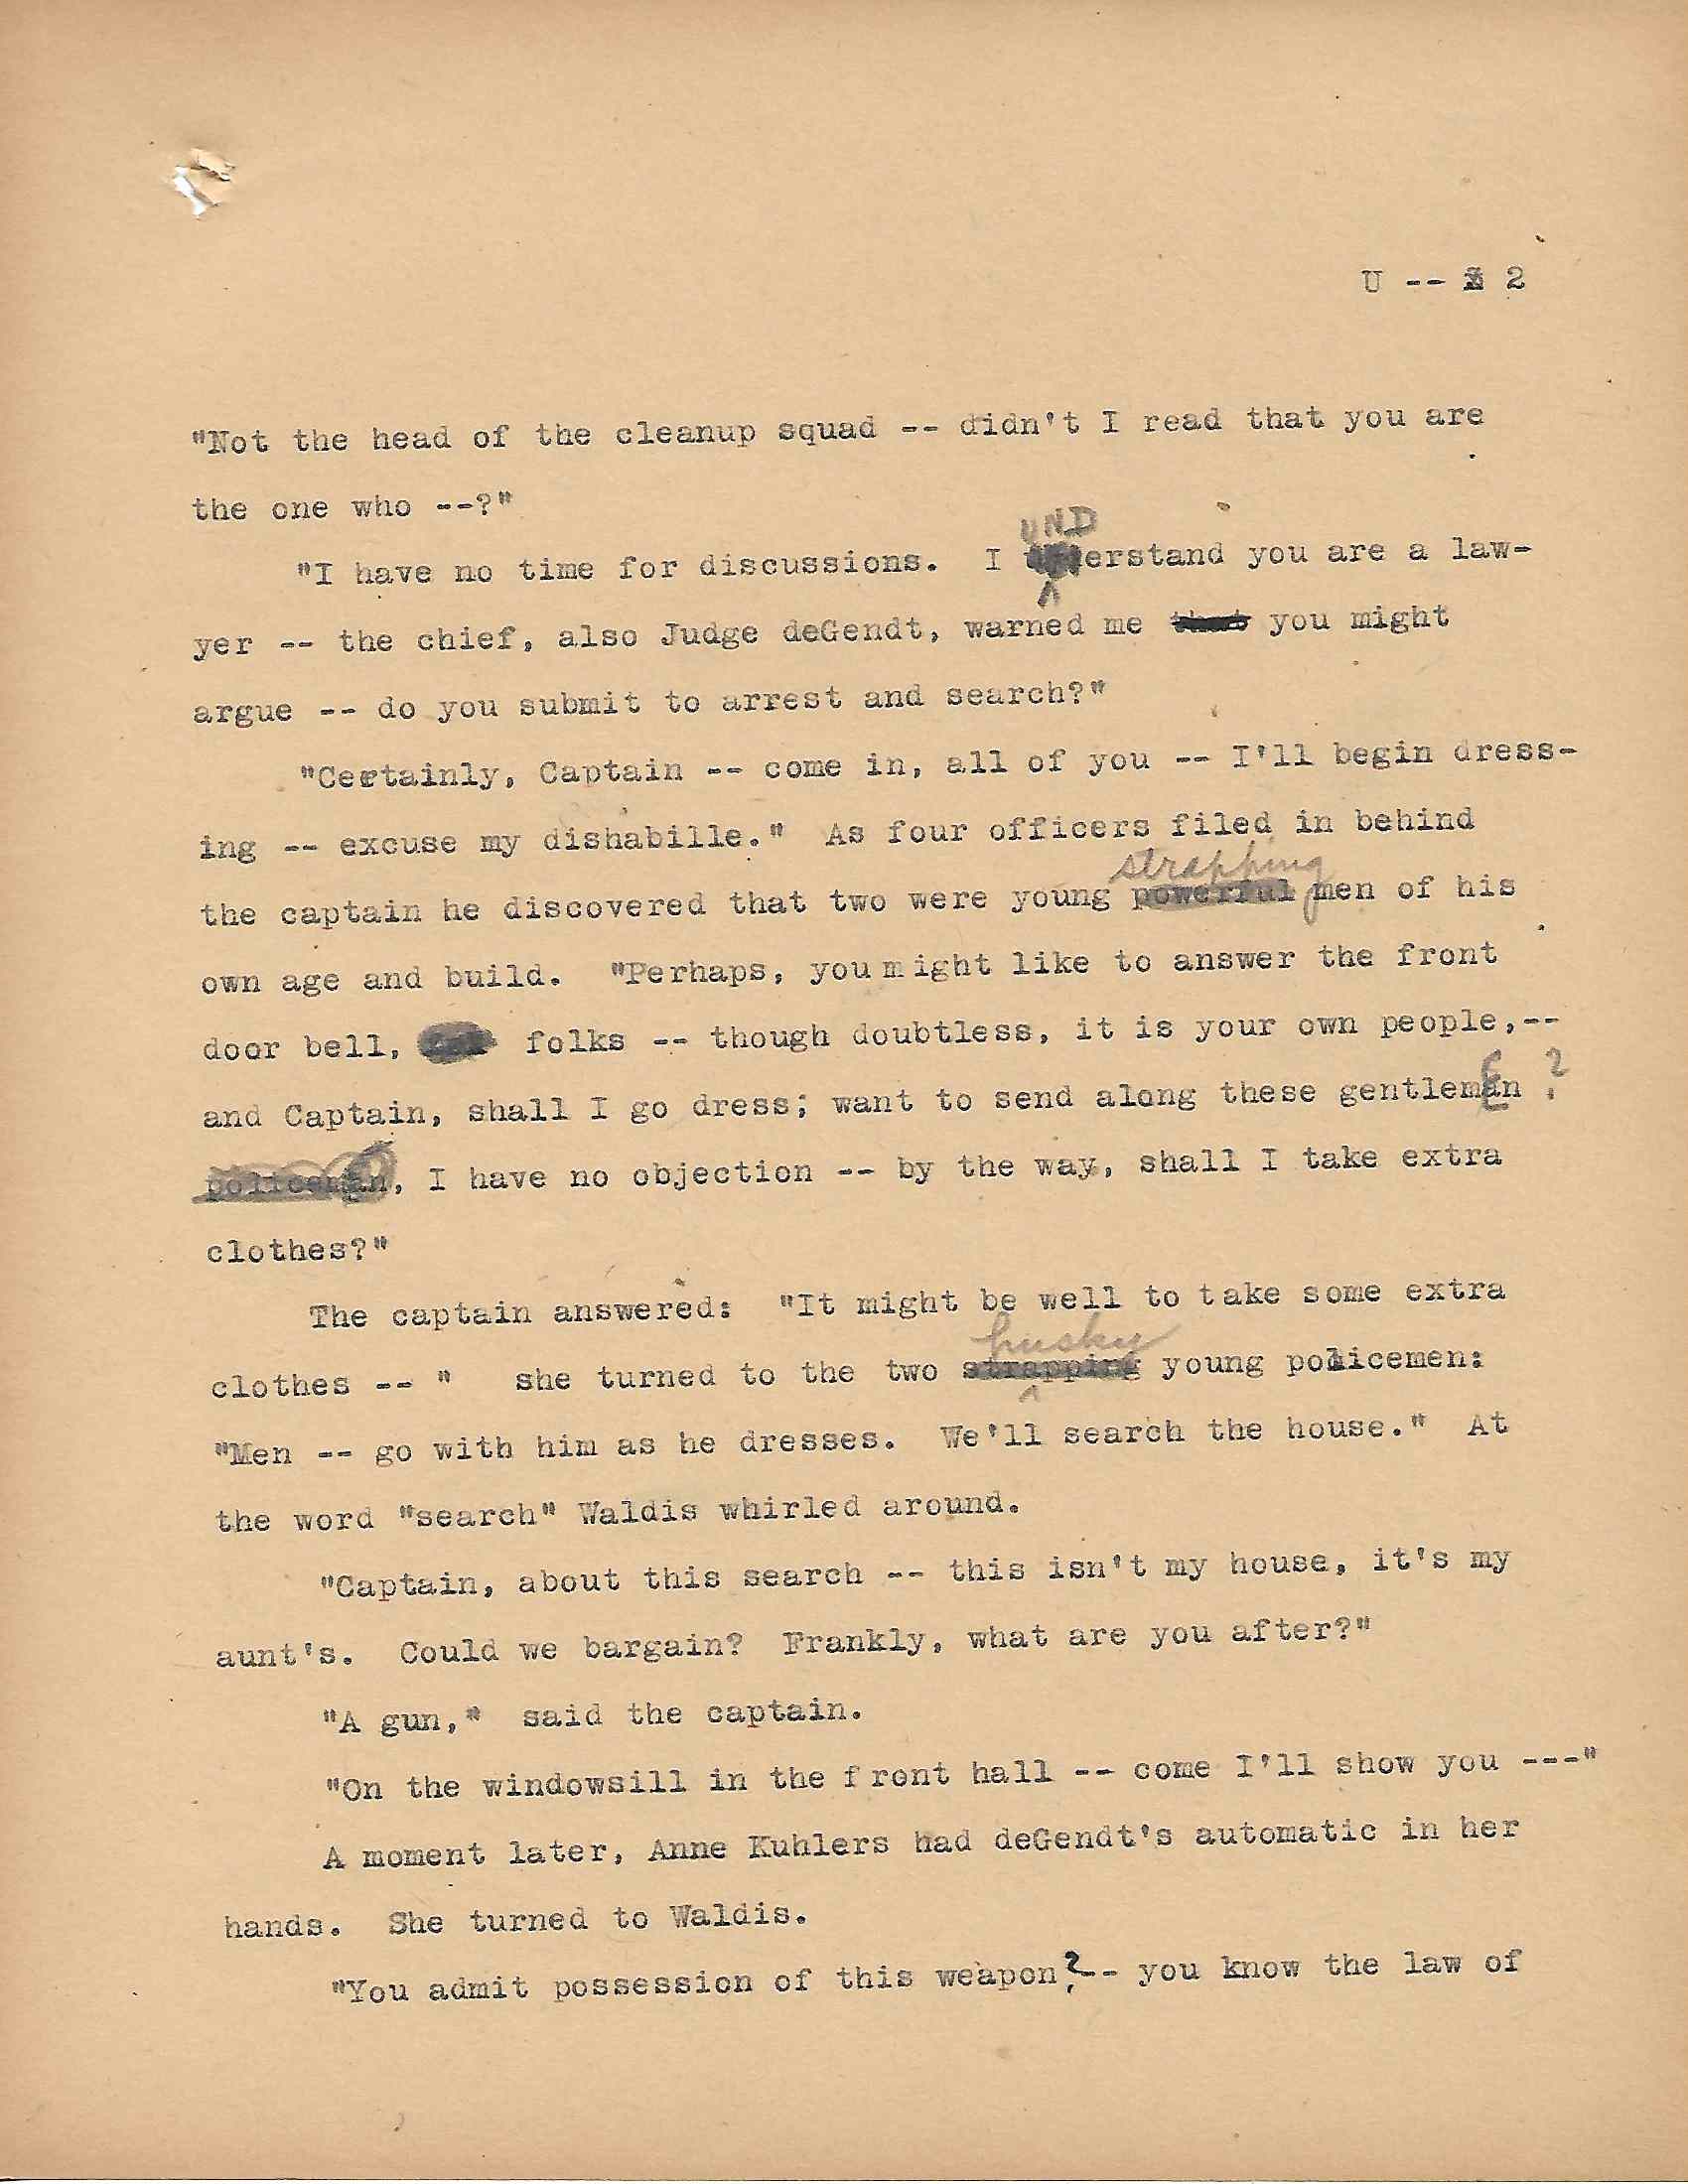 U -- 2
"Not the head of the cleanup squad -- didn't I read that you are
the one who --?"
UND
"I have no time for discussions.  I erstand you are a law-
yer -- the chief, also Judge deGendt, warned me that you might
argue -- do you submit to arrest and search?"
"Certainly, Captain -- come in, all of you -- I'll begin dress-
ing -- excuse my dishabille."  As four officers filed in behind
strapping
the captain he discovered that two were young powerful men of his
own age and build.  "Perhaps, you might like to answer the front
door bell, folks -- though doubtless, it is your own people,--
and Captain, shall I go dress; want to send along these gentlemEn ?
policemen, I have no objection -- by the way, shall I take extra
clothes?"
The captain answered:  "It might be well to take some extra
husky
clothes -- "  she turned to the two strapping young policemen:
"Men -- go with him as he dresses.  We'll search the house."  At
the word "search" Waldis whirled around.
"Captain, about this search -- this isn't my house, it's my
aunt's.  Could we bargain?  Frankly, what are you after?"
"A gun,"  said the captain.
"On the windowsill in the front hall -- come I'll show you ---"
A moment later, Anne Kuhlers had deGendt's automatic in her
hands.  She turned to Waldis.
"You admit possession of this weapon?-- you know the law of